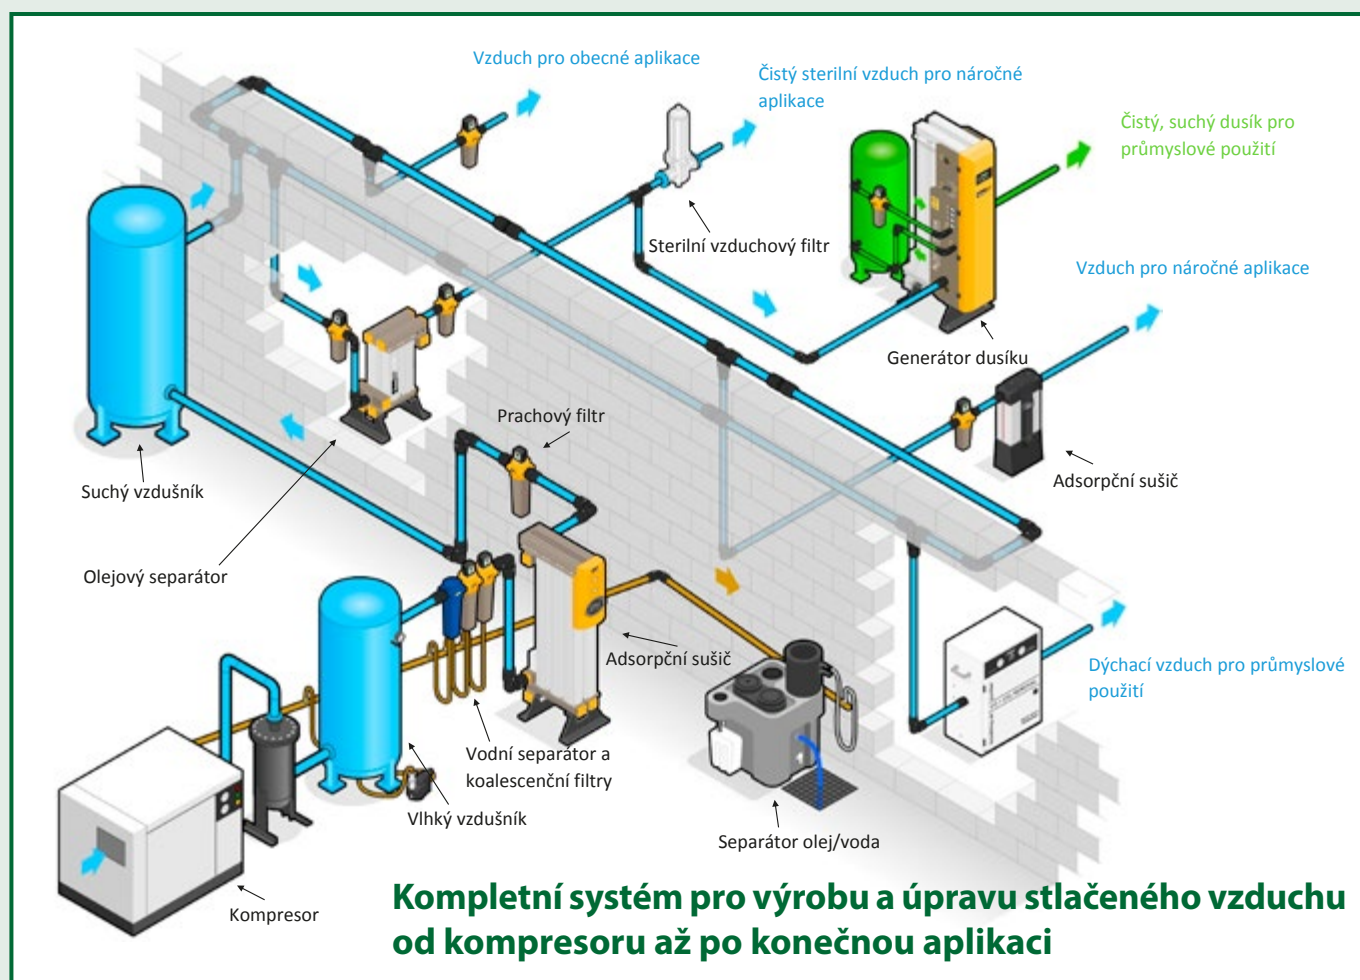 Vzduch pro obecné aplikace
Čistý sterilní vzduch pro náročné
aplikace
Čistý, suchý dusík pro
průmyslové použití
Sterilní vzduchový filtr
Vzduch pro náročné aplikace
Generátor dusíku
Prachový filtr
Suchý vzdušník
Adsorpční sušič
Olejový separátor
Adsorpční sušič
Dýchací vzduch pro průmyslové
použití
Vodní separátor a
koalescenční filtry
Vlhký vzdušník
Separátor olej/voda
Kompresor
Kompletní systém pro výrobu a úpravu stlačeného vzduchu
od kompresoru až po konečnou aplikaci